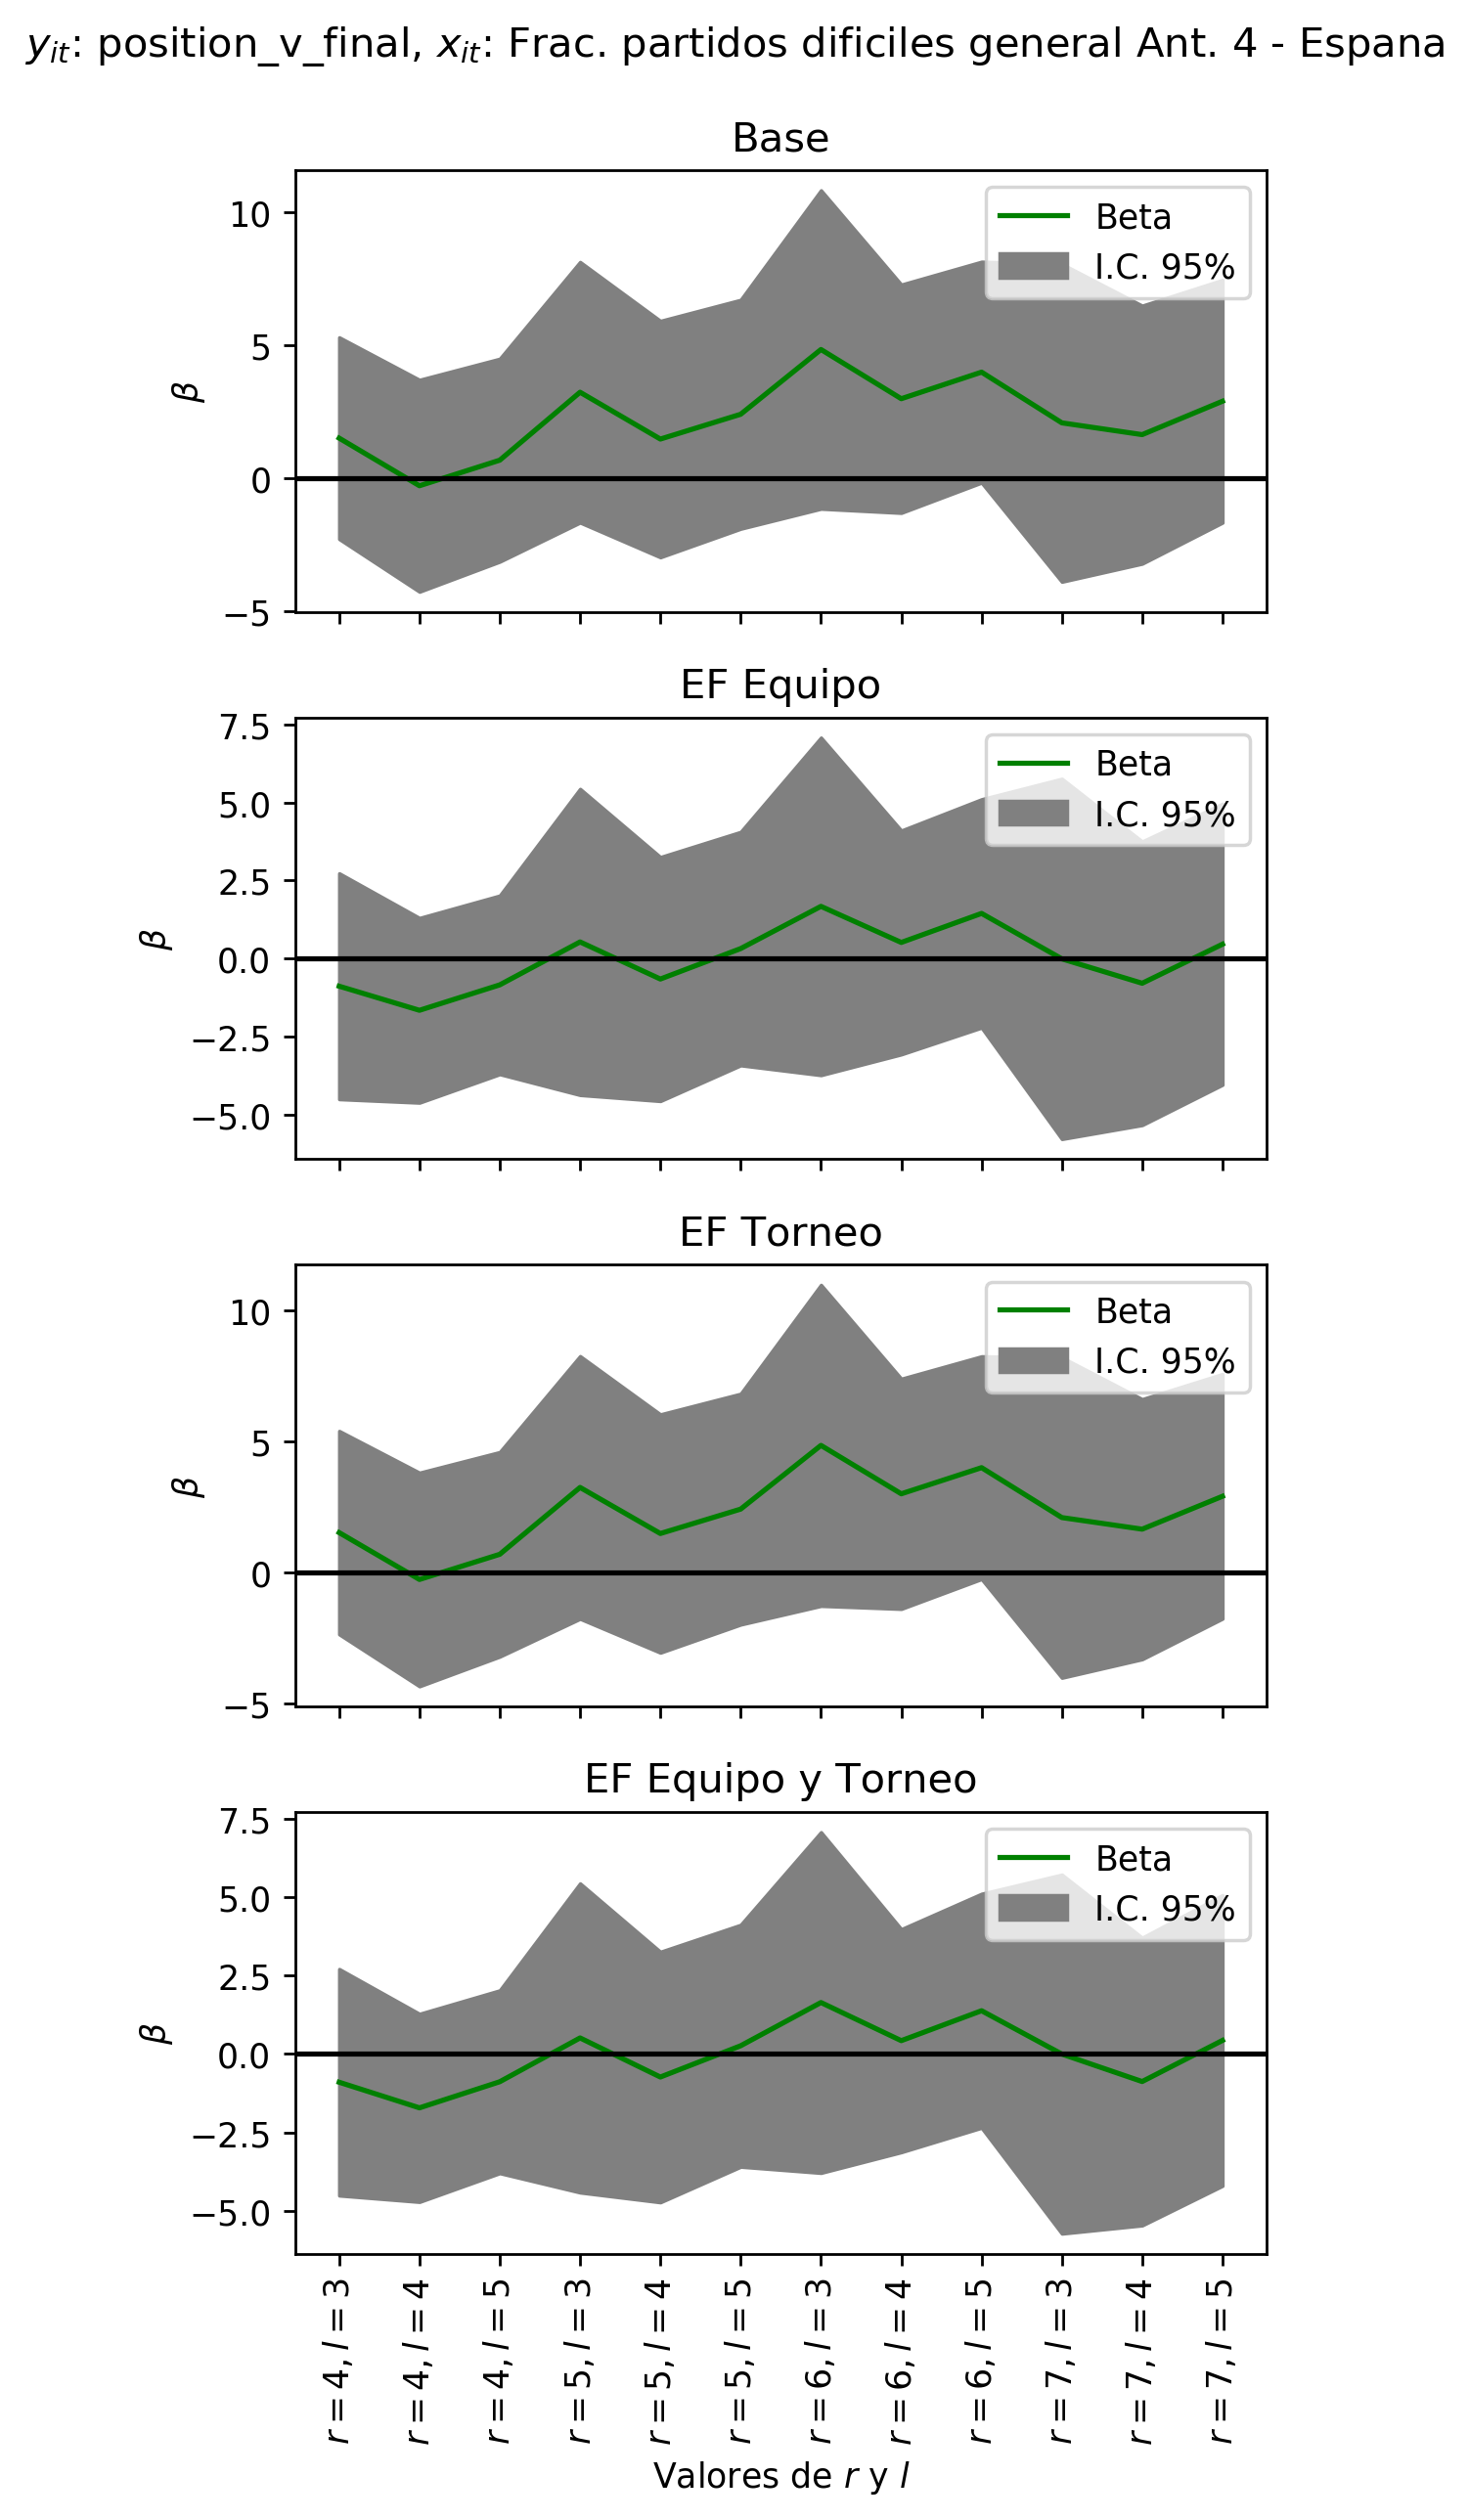 y_it: position_v_final, x_it: Frac. partidos dificiles general Ant. 4 - Espana
Base
Beta
I.C. 95%
10
5
0
−5
β
EF Equipo
Beta
I.C. 95%
7.5
5.0
2.5
0.0
−2.5
−5.0
β
EF Torneo
Beta
I.C. 95%
10
5
0
−5
β
EF Equipo y Torneo
Beta
I.C. 95%
7.5
5.0
2.5
0.0
−2.5
−5.0
β
r = 4, l = 3
r = 4, l = 4
r = 4, l = 5
r = 5, l = 3
r = 5, l = 4
r = 5, l = 5
r = 6, l = 3
r = 6, l = 4
r = 6, l = 5
r = 7, l = 3
r = 7, l = 4
r = 7, l = 5
Valores de r y l